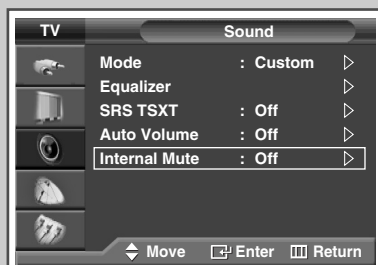 TV Sound
Mode : Custom
Equalizer
SRS TSXT : Off
Auto Volume : Off
Internal Mute : Off
Move Enter Return